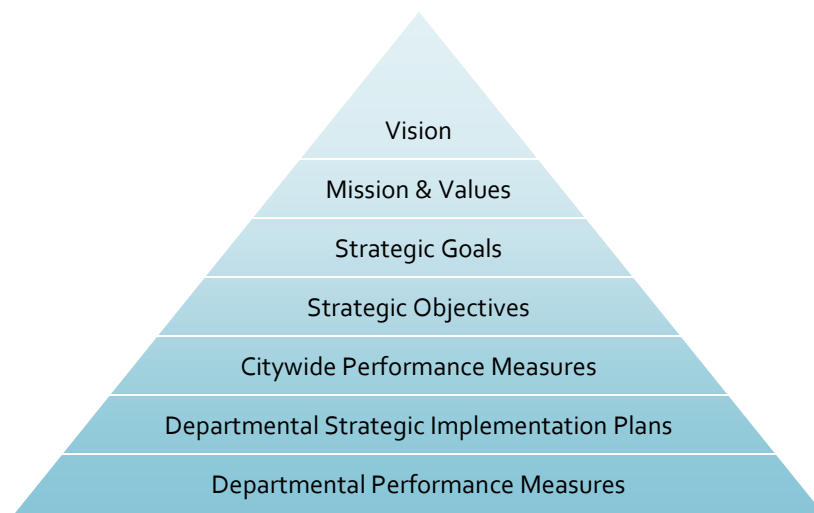 Vision
Mission & Values
Strategic Goals
Strategic Objectives
Citywide Performance Measures
Departmental Strategic Implementation Plans
Departmental Performance Measures